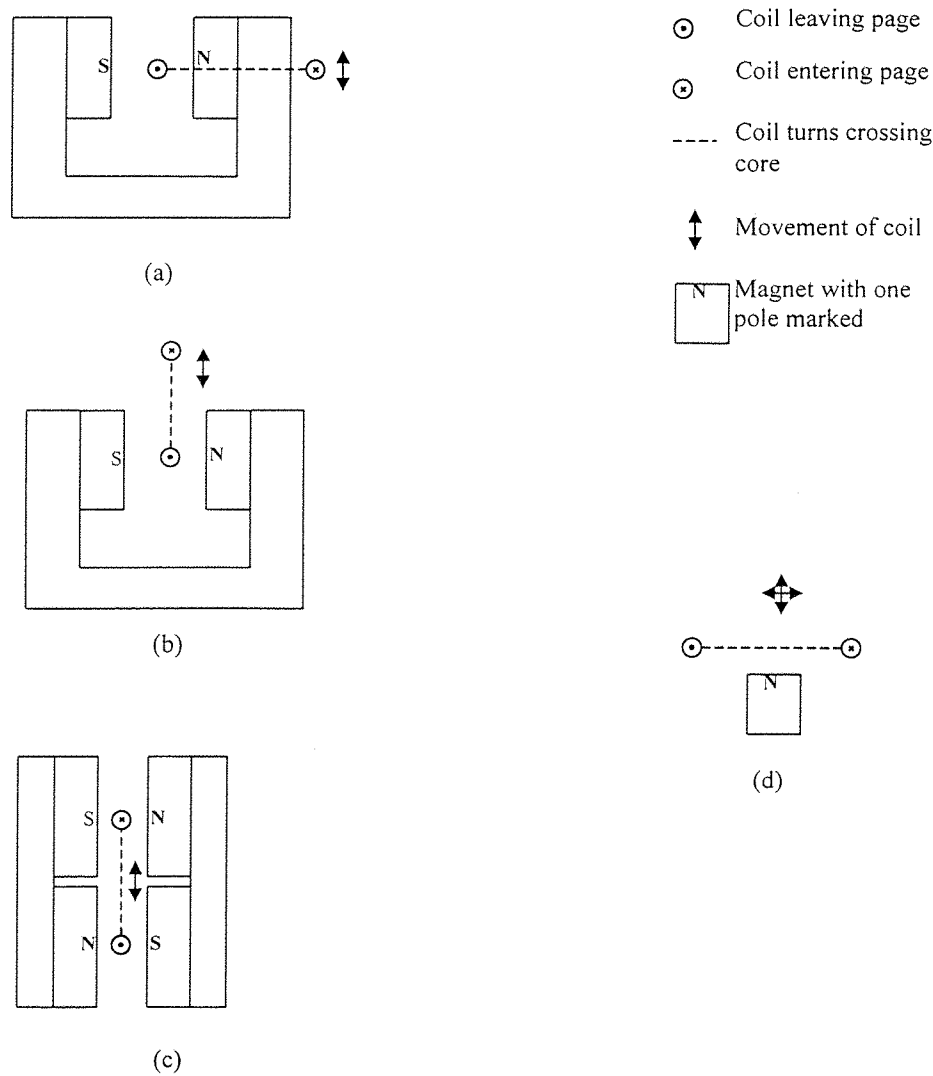 S
N
(a)
S
N
(b)
S
N
N
S
(c)
Coil leaving page
Coil entering page
Coil turns crossing
core
Movement of coil
N
Magnet with one
pole marked
N
(d)